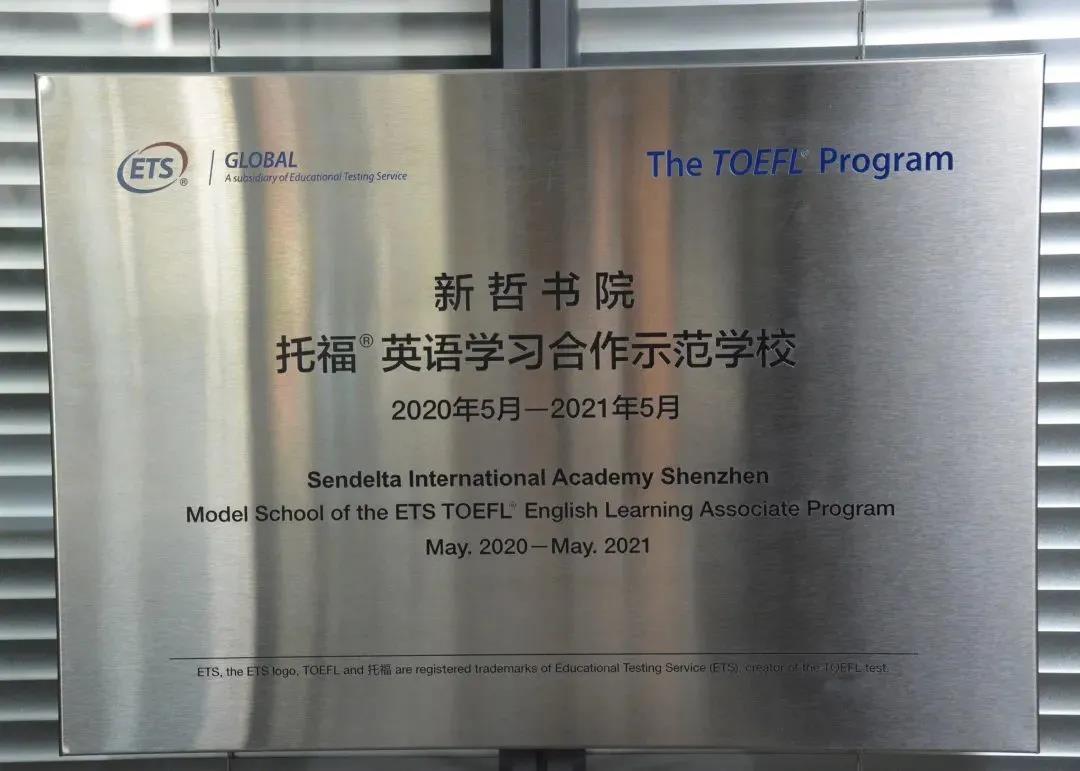 ETS® GLOBAL
A subsidiary of Educational Testing Service
The TOEFL® Program
新哲书院
托福®英语学习合作示范学校
2020年5月—2021年5月
Sendelta International Academy Shenzhen
Model School of the ETS TOEFL® English Learning Associate Program
May. 2020—May. 2021
ETS, the ETS logo, TOEFL and 托福 are registered trademarks of Educational Testing Service (ETS), creator of the TOEFL test.